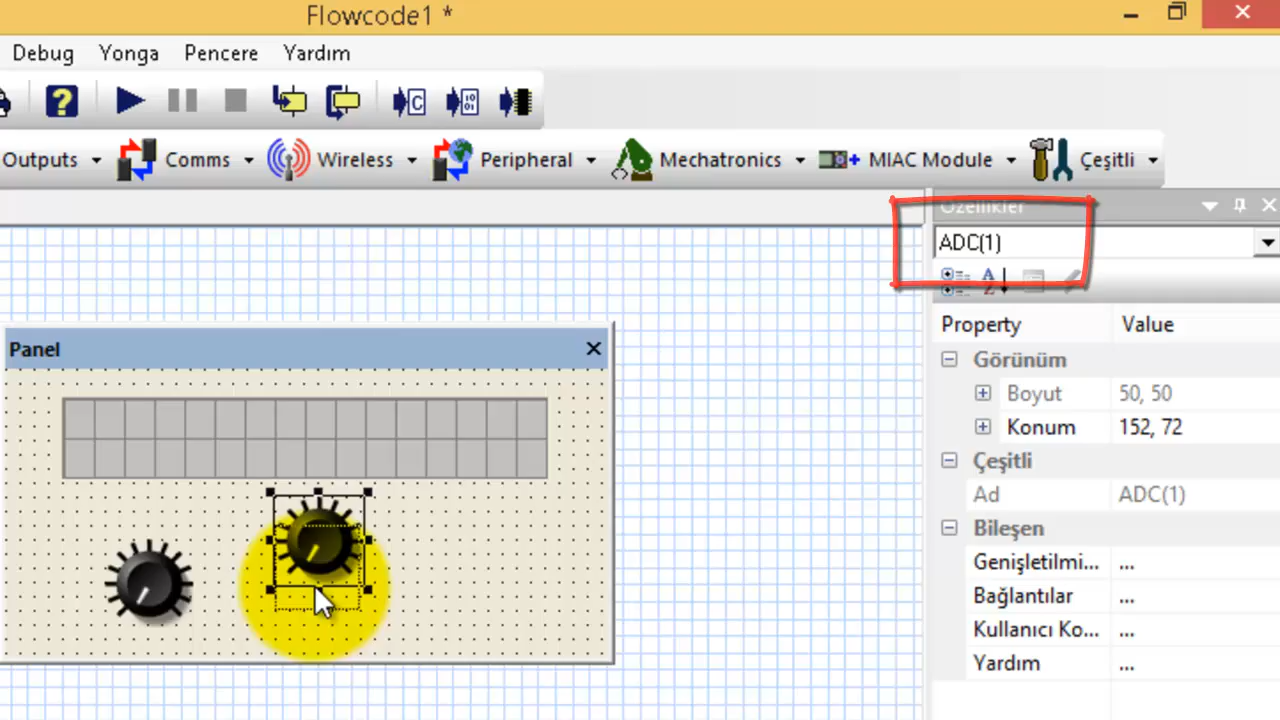 Flowcode1 *
Debug Yonga Pencere Yardım
Outputs Comms Wireless Peripheral Mechatronics MIAC Module Çeşitli
Özellikler
ADC(1)
Property Value
Görünüm
Boyut 50, 50
Konum 152, 72
Çeşitli
Ad ADC(1)
Bileşen
Genişletilmi... ...
Bağlantılar ...
Kullanıcı Ko... ...
Yardım ...
Panel